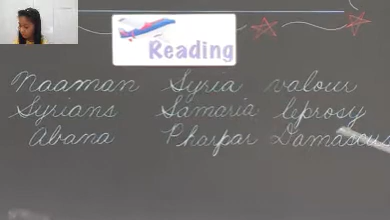 Reading
Naaman Syria valour
Syrians Samaria leprosy
Abana Pharpar Damascus